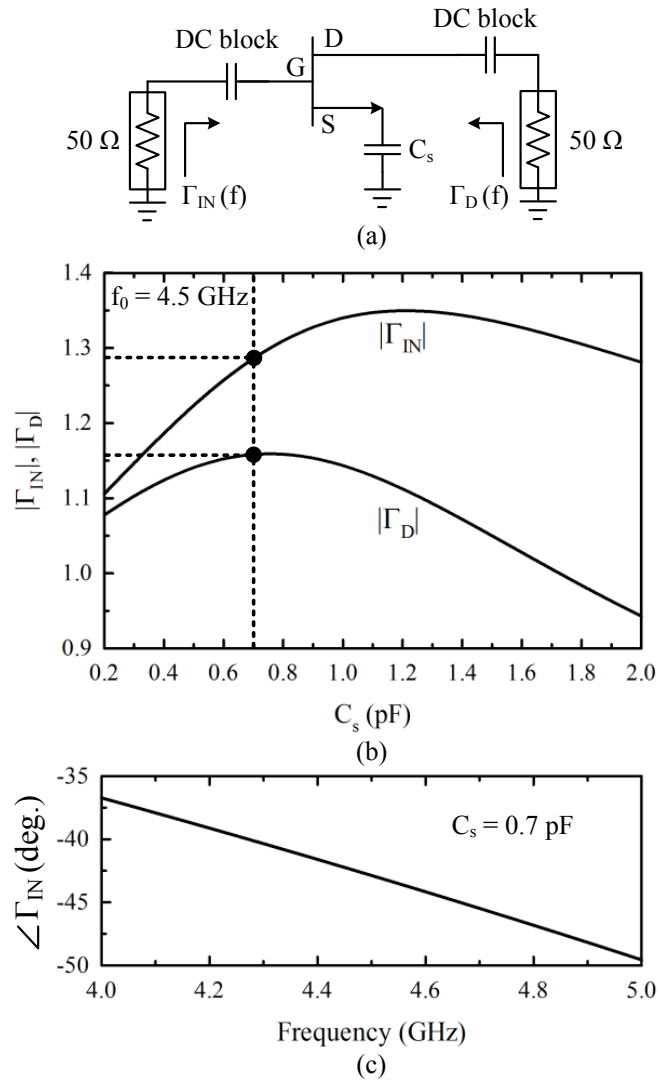 DC block
D
DC block
G
50 Ω
S
C_s
50 Ω
Γ_IN (f)
Γ_D (f)
(a)
1.4
f_0 = 4.5 GHz
1.3
|Γ_IN|
1.2
1.1
|Γ_D|
1.0
0.9
|Γ_IN|, |Γ_D|
0.2 0.4 0.6 0.8 1.0 1.2 1.4 1.6 1.8 2.0
C_s (pF)
(b)
-35
C_s = 0.7 pF
-40
-45
-50
∠Γ_IN (deg.)
4.0 4.2 4.4 4.6 4.8 5.0
Frequency (GHz)
(c)